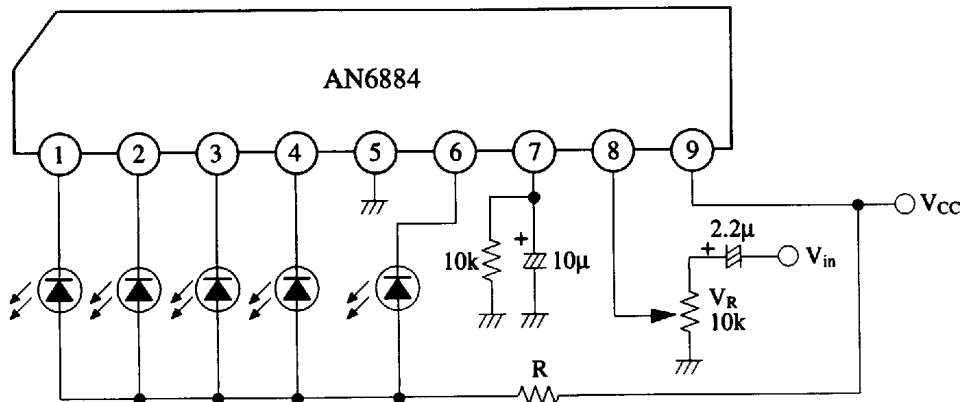 AN6884
1 2 3 4 5 6 7 8 9
V_CC
2.2μ
+
V_in
10k
+
10μ
V_R
10k
R